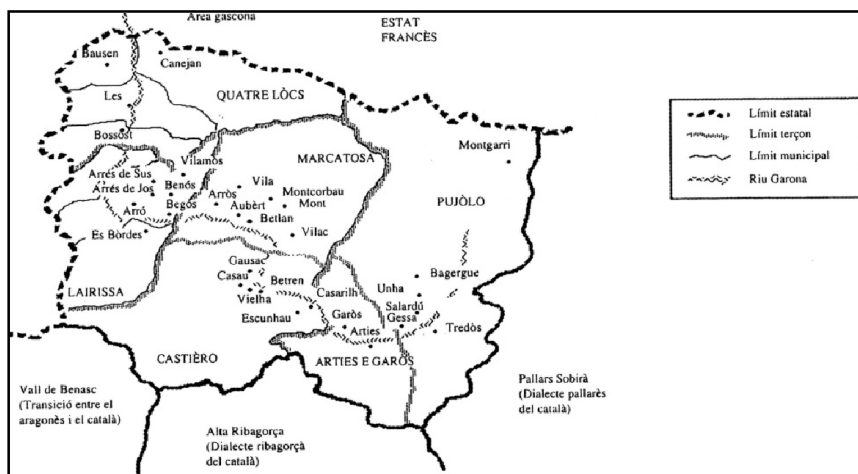 Àrea gascona
ESTAT
FRANCÈS
Bausen
Canejan
Les
QUATRE LÒCS
Bossòst
Límit estatal
Límit terçon
Límit municipal
Riu Garona
MARCATOSA
Montgarri
Vilamòs
Arrés de Sus
Arrés de Jos
Benós
Begós
Vila
Montcorbau
Mont
Arròs
Aubèrt
Betlan
Arró
Es Bòrdes
Vilac
PUJÒLO
Gausac
Casau
Betren
Vielha
Casarilh
Unha
Bagergue
Salardú
Gessa
Escunhau
Garòs
Arties
Tredòs
LAIRISSA
CASTIÈRO
ARTIES E GARÒS
Vall de Benasc
(Transició entre el
aragonès i el català)
Alta Ribagorça
(Dialecte ribagorçà
del català)
Pallars Sobirà
(Dialecte pallarès
del català)